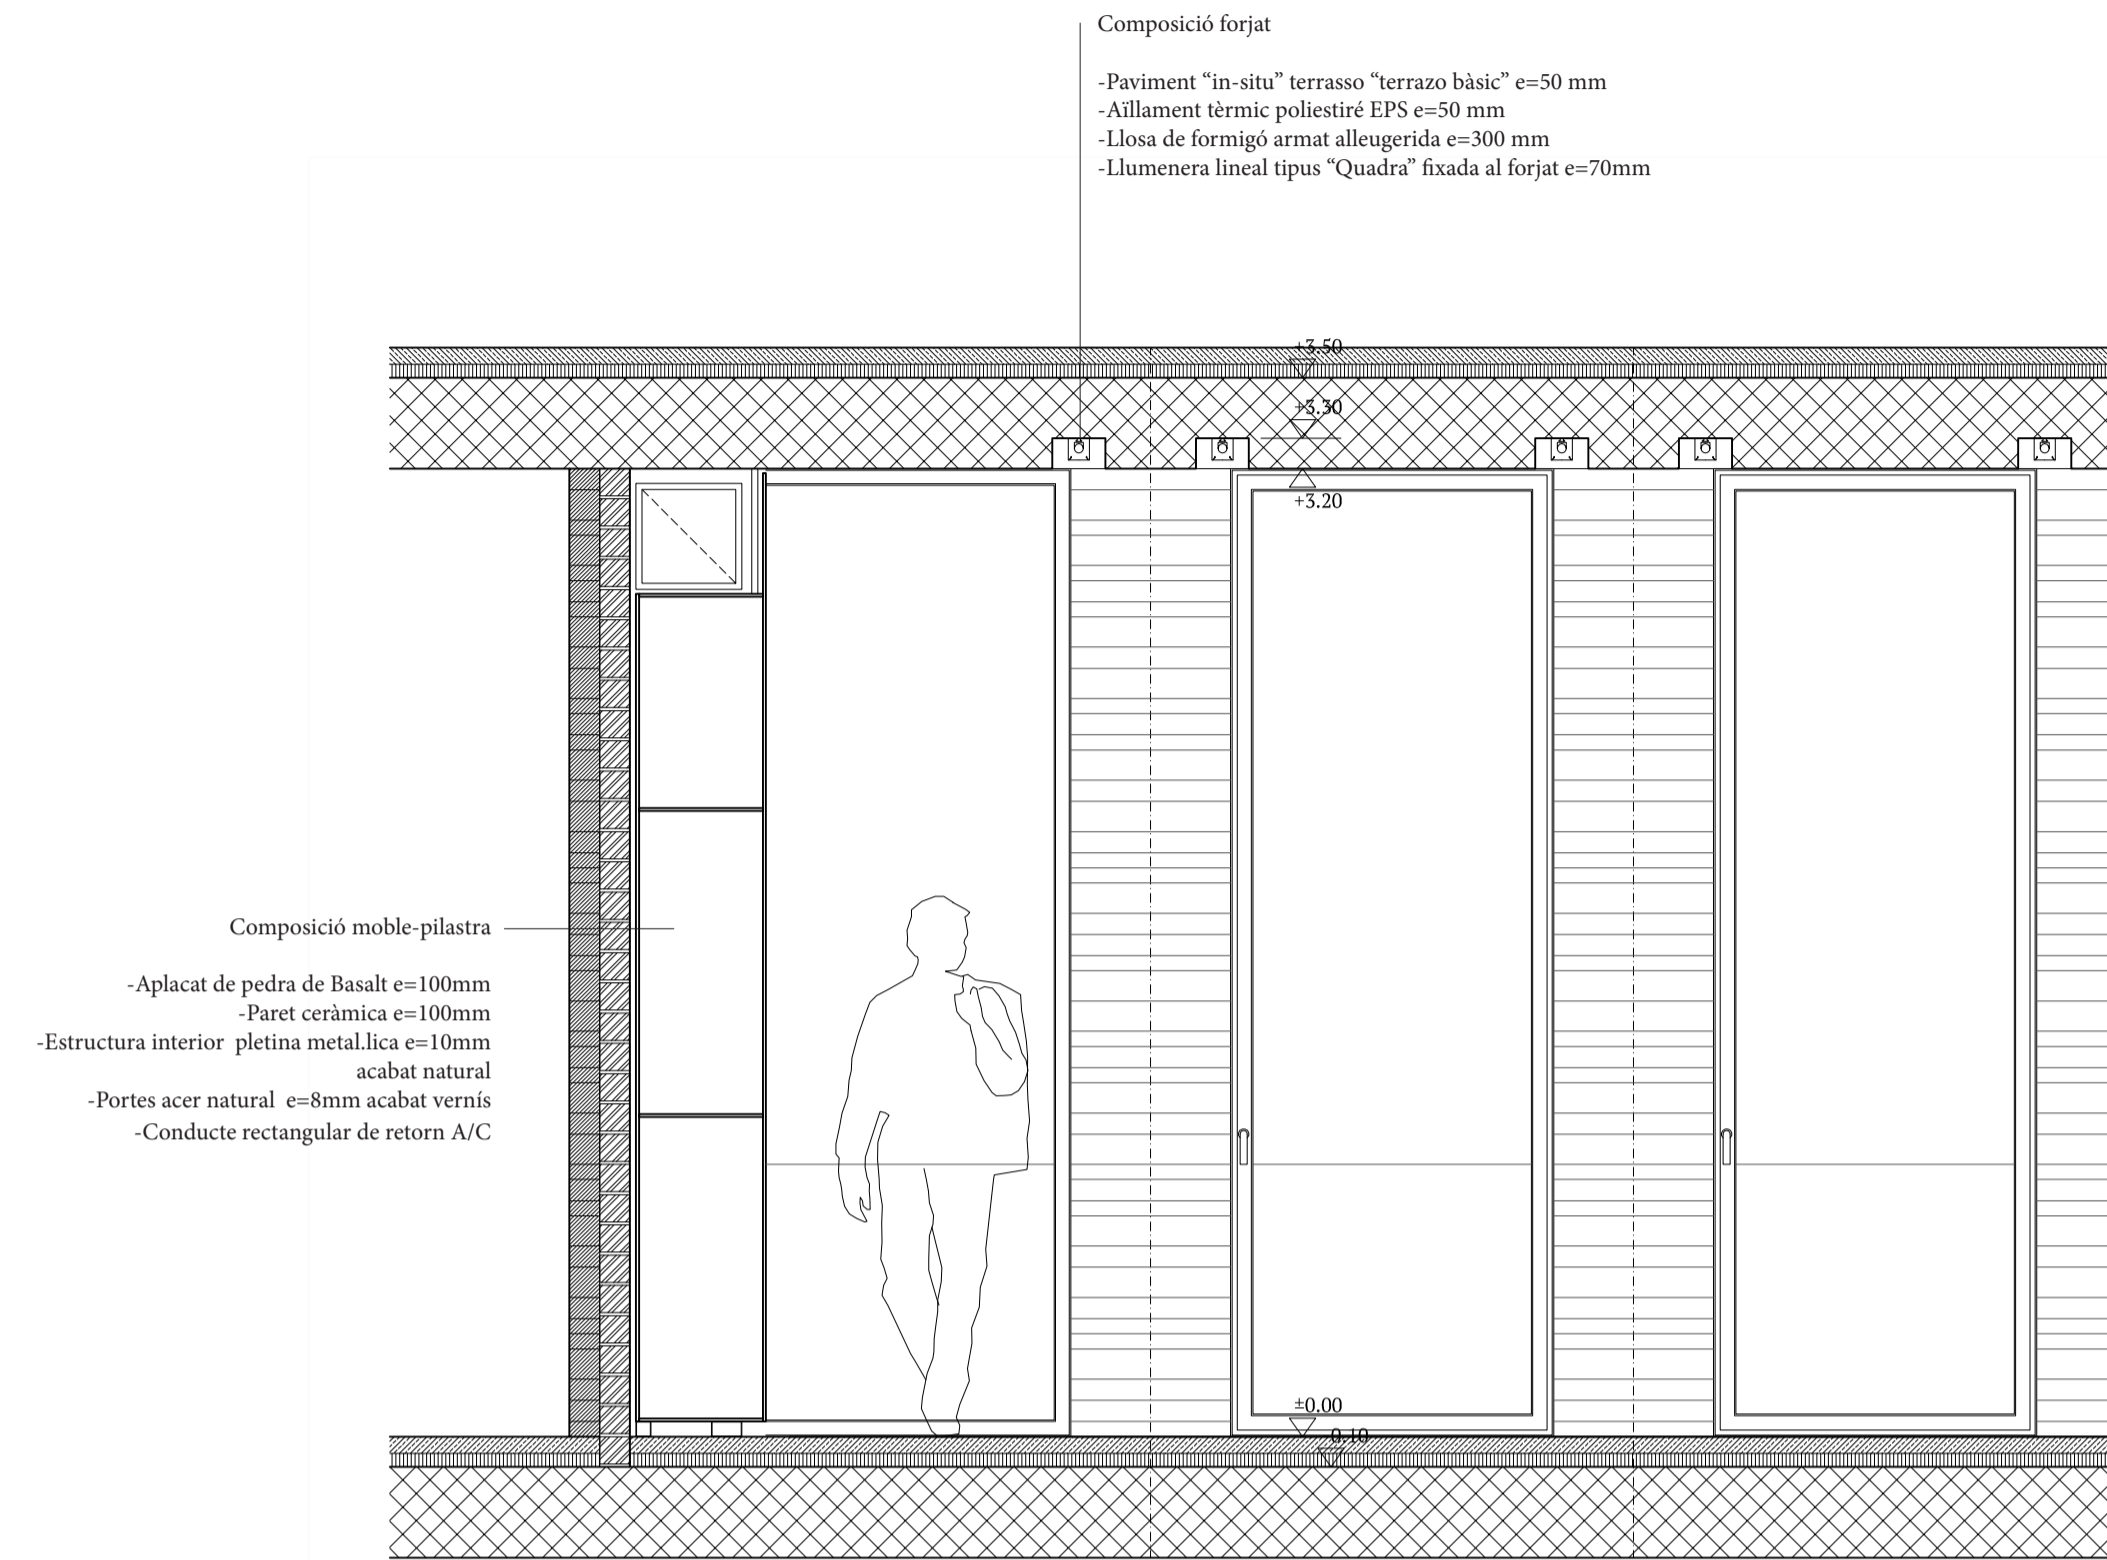 Composició forjat
-Paviment “in-situ” terrasso “terrazo bàsic” e=50 mm
-Aïllament tèrmic poliestiré EPS e=50 mm
-Llosa de formigó armat alleugerida e=300 mm
-Llumenera lineal tipus “Quadra” fixada al forjat e=70mm
+3.50
+3.30
+3.20
Composició moble-pilastra
-Aplacat de pedra de Basalt e=100mm
-Paret ceràmica e=100mm
-Estructura interior pletina metal.lica e=10mm
acabat natural
-Portes acer natural e=8mm acabat vernís
-Conducte rectangular de retorn A/C
±0.00
0.10